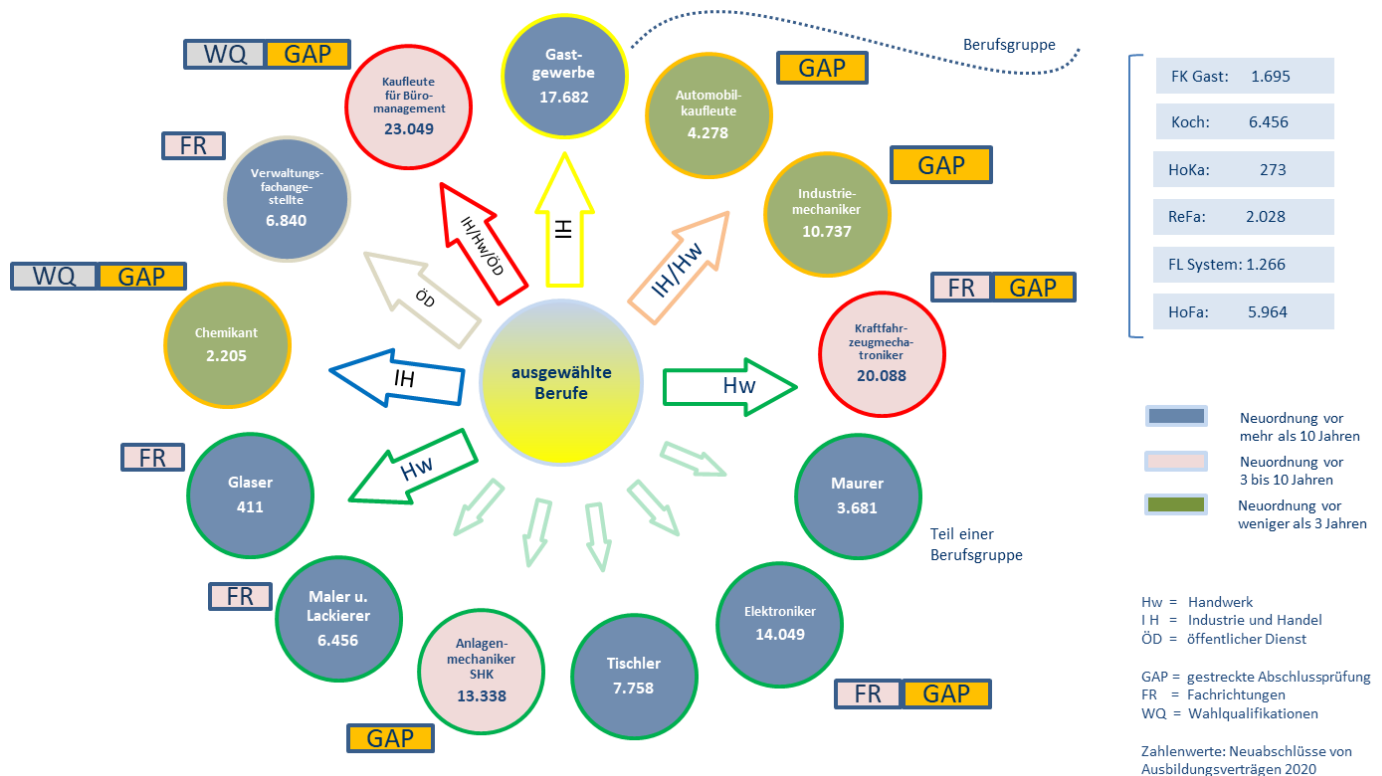 WQ GAP
Kaufleute
für Büro-
management
23.049
Gast-
gewerbe
17.682
Berufsgruppe
GAP
Automobil-
kaufleute
4.278
FR
Verwaltungs-
fachange-
stellte
6.840
GAP
Industrie-
mechaniker
10.737
IH/Hw/ÖD
IH
IH/Hw
ÖD
WQ GAP
Chemikant
2.205
IH
ausgewählte
Berufe
Hw
FR GAP
Kraftfahr-
zeugmecha-
troniker
20.088
Hw
FR
Glaser
411
Maurer
3.681
Teil einer
Berufsgruppe
FR
Maler u.
Lackierer
6.456
Anlagen-
mechaniker
SHK
13.338
GAP
Tischler
7.758
Elektroniker
14.049
FR GAP
FK Gast: 1.695
Koch: 6.456
HoKa: 273
ReFa: 2.028
FL System: 1.266
HoFa: 5.964
Neuordnung vor
mehr als 10 Jahren
Neuordnung vor
3 bis 10 Jahren
Neuordnung vor
weniger als 3 Jahren
Hw = Handwerk
I H = Industrie und Handel
ÖD = öffentlicher Dienst
GAP = gestreckte Abschlussprüfung
FR = Fachrichtungen
WQ = Wahlqualifikationen
Zahlenwerte: Neuabschlüsse von
Ausbildungsverträgen 2020